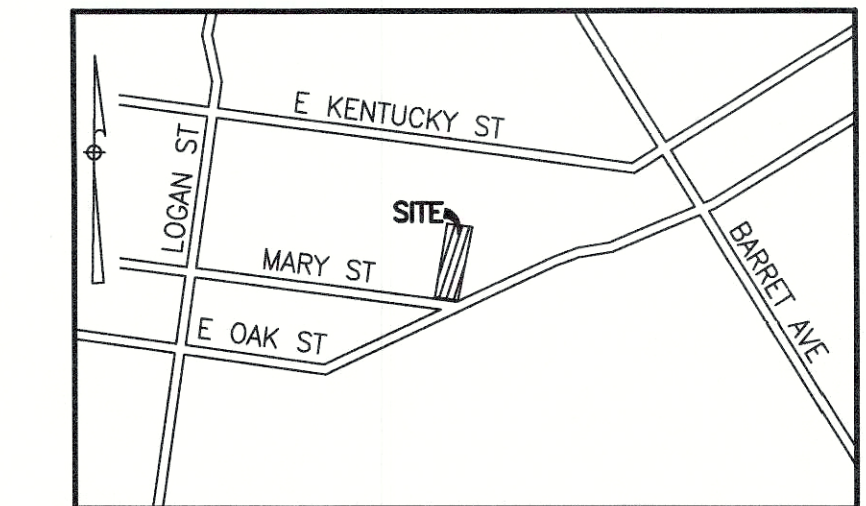 E KENTUCKY ST
LOGAN ST
SITE
MARY ST
BARRET AVE
E OAK ST